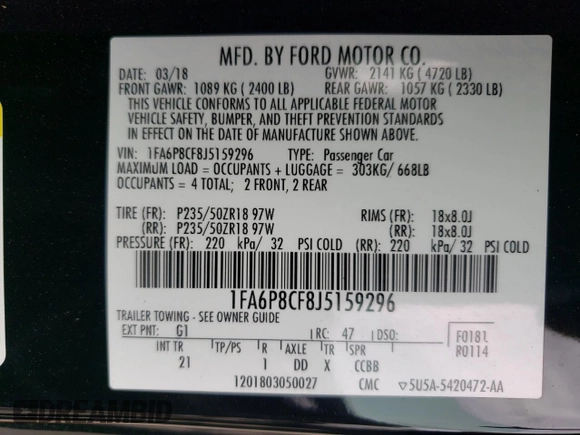 MFD. BY FORD MOTOR CO.
DATE: 03/18 GVWR: 2141 KG ( 4720 LB)
FRONT GAWR: 1089 KG ( 2400 LB) REAR GAWR: 1057 KG ( 2330 LB)
THIS VEHICLE CONFORMS TO ALL APPLICABLE FEDERAL MOTOR
VEHICLE SAFETY, BUMPER, AND THEFT PREVENTION STANDARDS
IN EFFECT ON THE DATE OF MANUFACTURE SHOWN ABOVE.
VIN: 1FA6P8CF8J5159296 TYPE: Passenger Car
MAXIMUM LOAD = OCCUPANTS + LUGGAGE = 303KG/ 668LB
OCCUPANTS = 4 TOTAL; 2 FRONT, 2 REAR
TIRE (FR): P235/50ZR18 97W RIMS (FR): 18x8.0J
(RR): P235/50ZR18 97W (RR): 18x8.0J
PRESSURE (FR): 220 kPa/ 32 PSI COLD (RR): 220 kPa/ 32 PSI COLD
1FA6P8CF8J5159296
TRAILER TOWING - SEE OWNER GUIDE
EXT PNT: G1 RC: 47 DSO: F0181
INT TR TP/PS R AXLE TR SPR R0114
21 1 DD X CCBB
1201803050027 CMC ▽5U5A-5420472-AA
DREAMBID